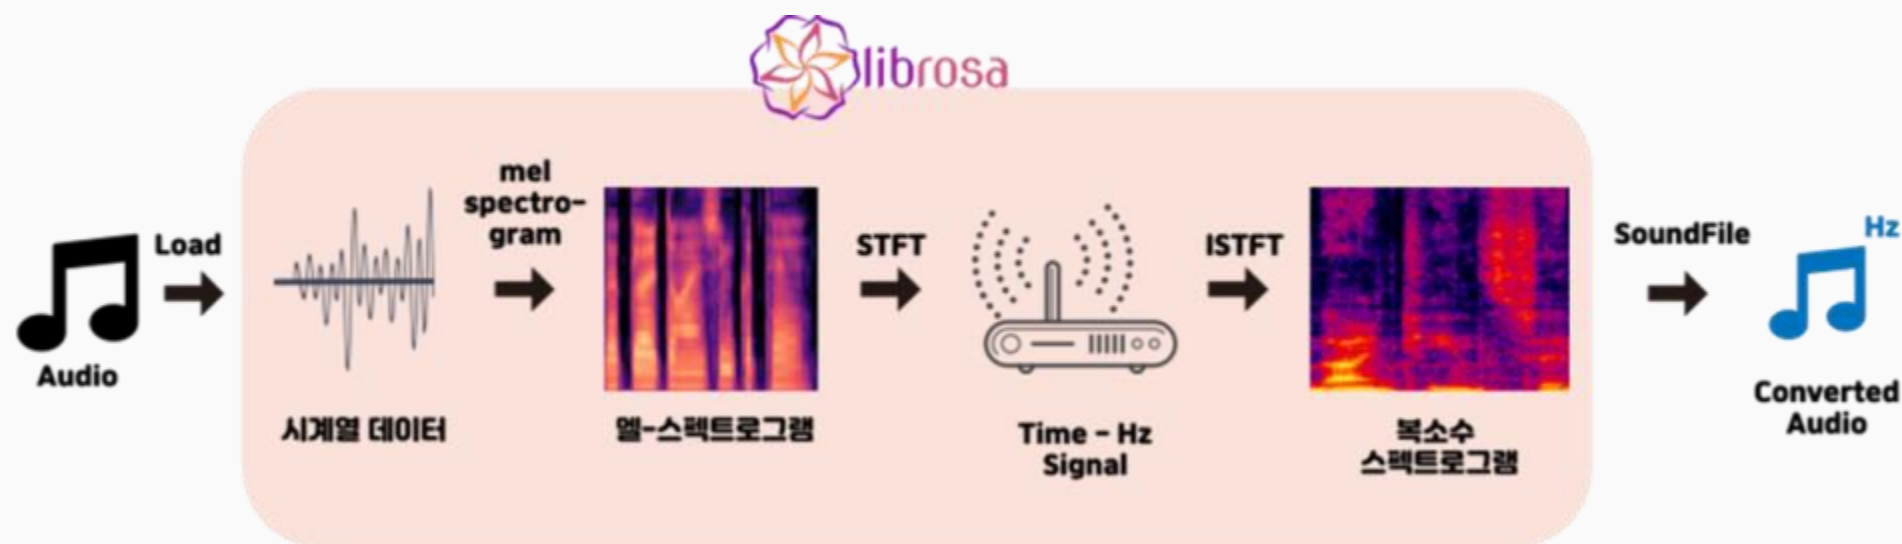 librosa
Audio
Load
시계열 데이터
mel
spectro-
gram
멜-스펙트로그램
STFT
Time - Hz
Signal
ISTFT
복소수
스펙트로그램
SoundFile
Hz
Converted
Audio